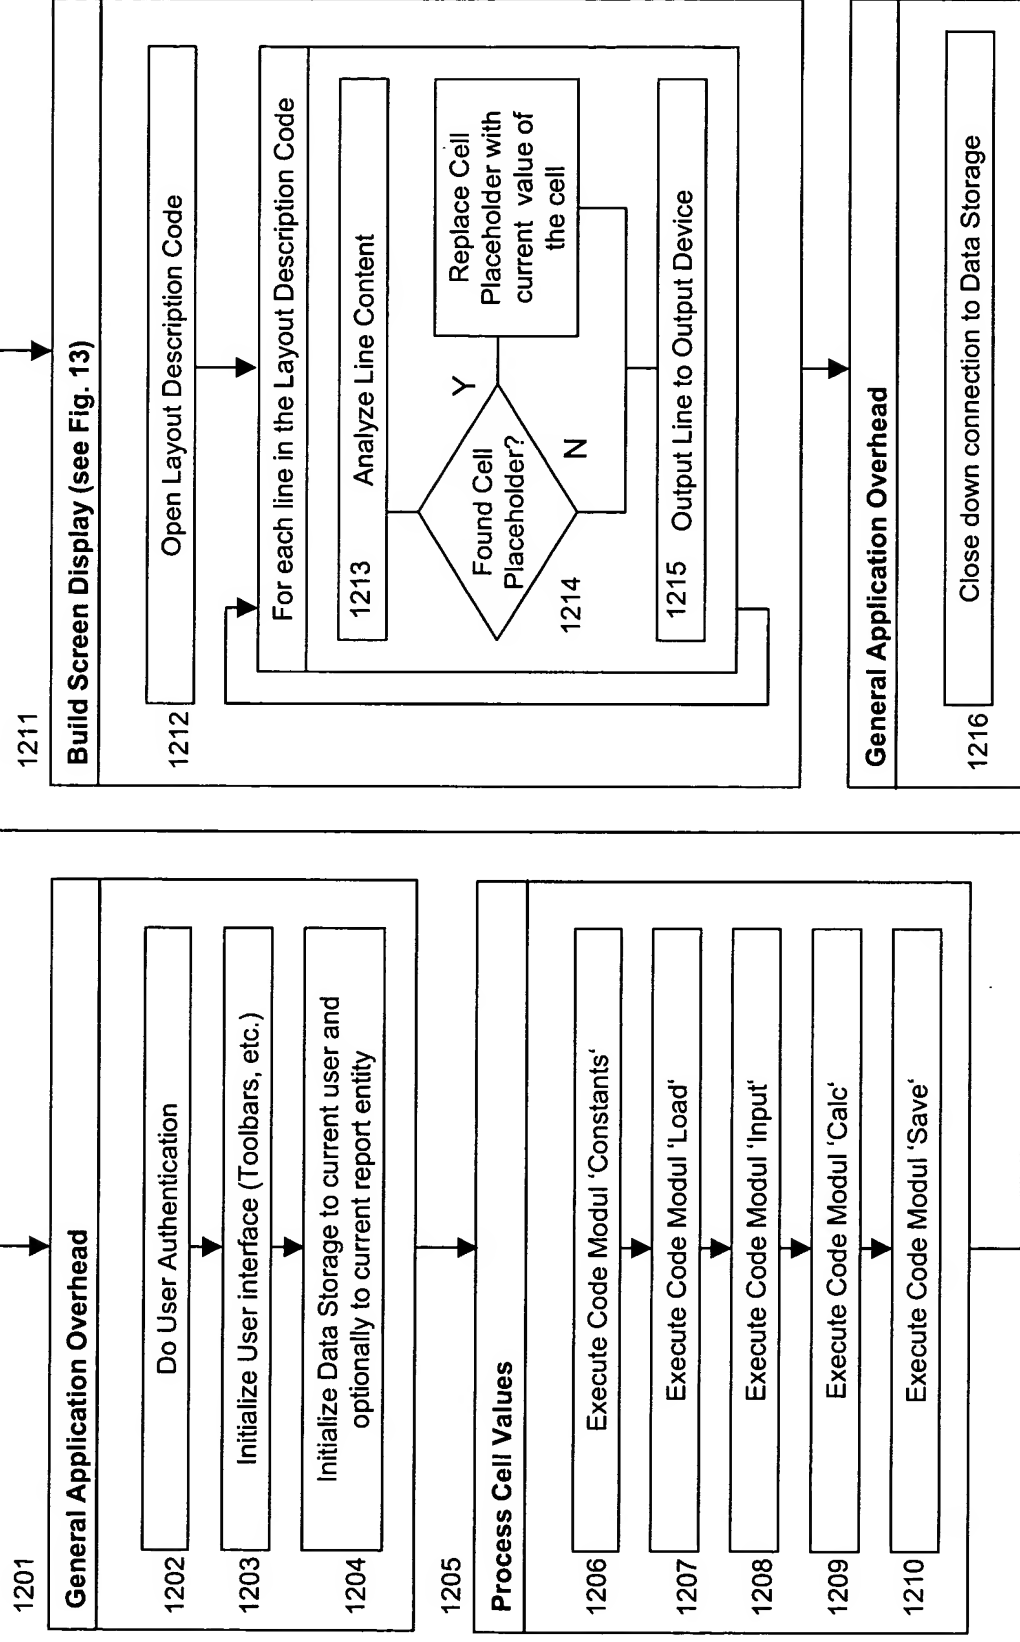 1201
General Application Overhead
1202
Do User Authentication
1203
Initialize User interface (Toolbars, etc.)
1204
Initialize Data Storage to current user and
optionally to current report entity
1205
Process Cell Values
1206
Execute Code Modul ‘Constants‘
1207
Execute Code Modul ‘Load‘
1208
Execute Code Modul ‘Input‘
1209
Execute Code Modul ‘Calc‘
1210
Execute Code Modul ‘Save‘
1211
Build Screen Display (see Fig. 13)
1212
Open Layout Description Code
For each line in the Layout Description Code
1213
Analyze Line Content
Found Cell
Placeholder?
Y
N
1214
Replace Cell
Placeholder with
current value of
the cell
1215
Output Line to Output Device
General Application Overhead
1216
Close down connection to Data Storage